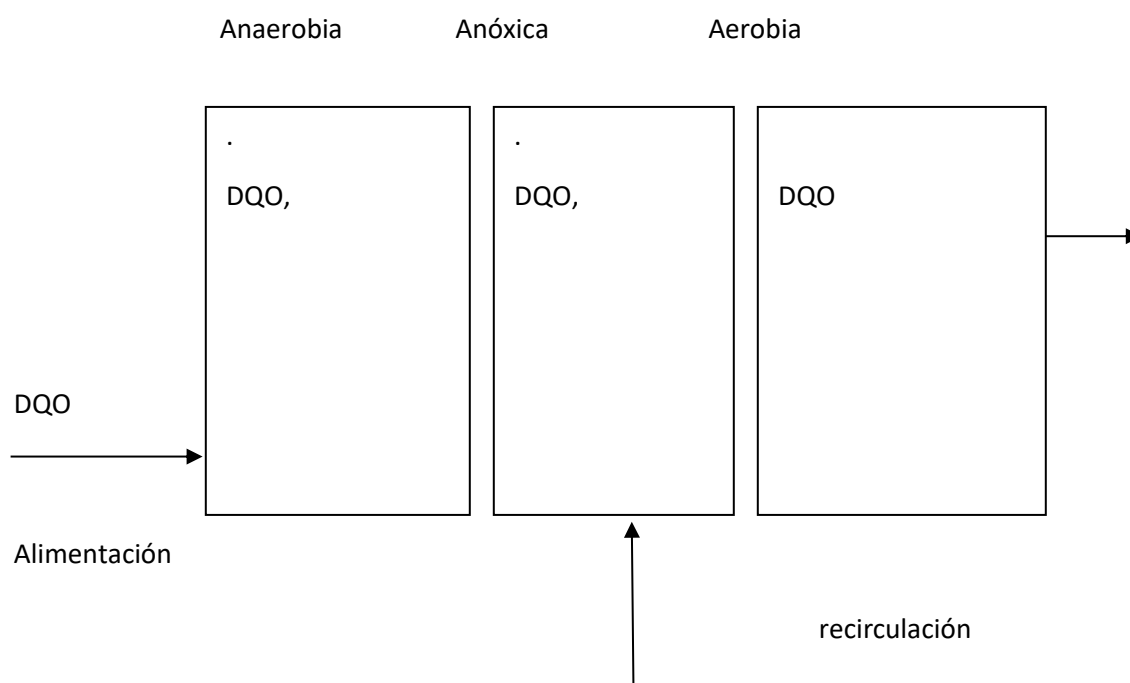 Anaerobia Anóxica Aerobia
. .
DQO, DQO, DQO
DQO
Alimentación
recirculación